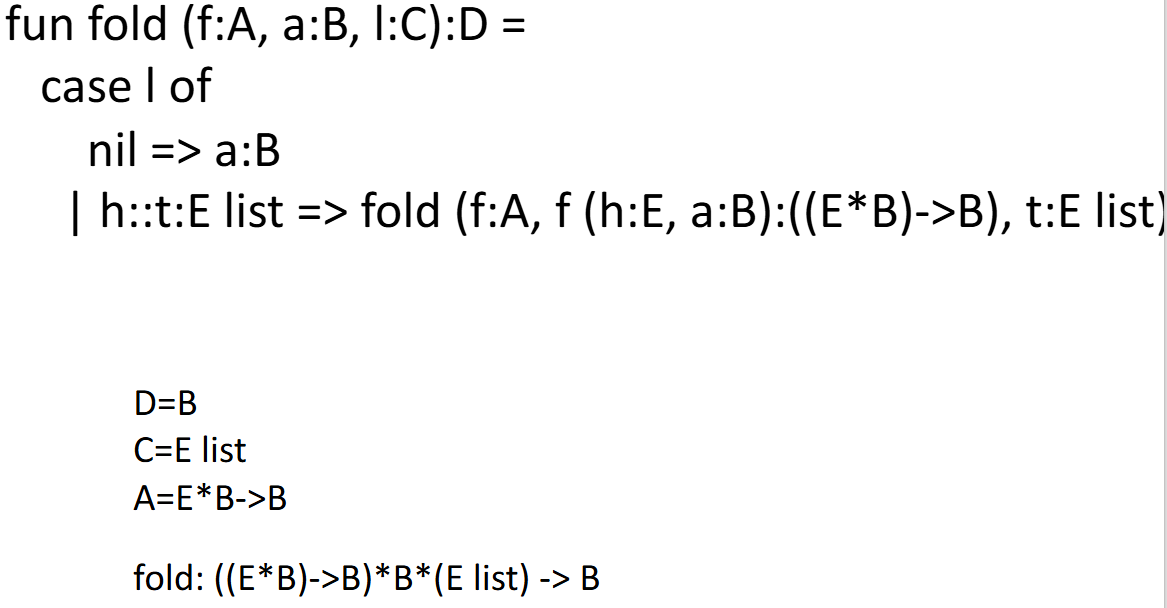 fun fold (f:A, a:B, l:C):D =
case l of
nil => a:B
| h::t:E list => fold (f:A, f (h:E, a:B):((E*B)->B), t:E list)
D=B
C=E list
A=E*B->B
fold: ((E*B)->B)*B*(E list) -> B